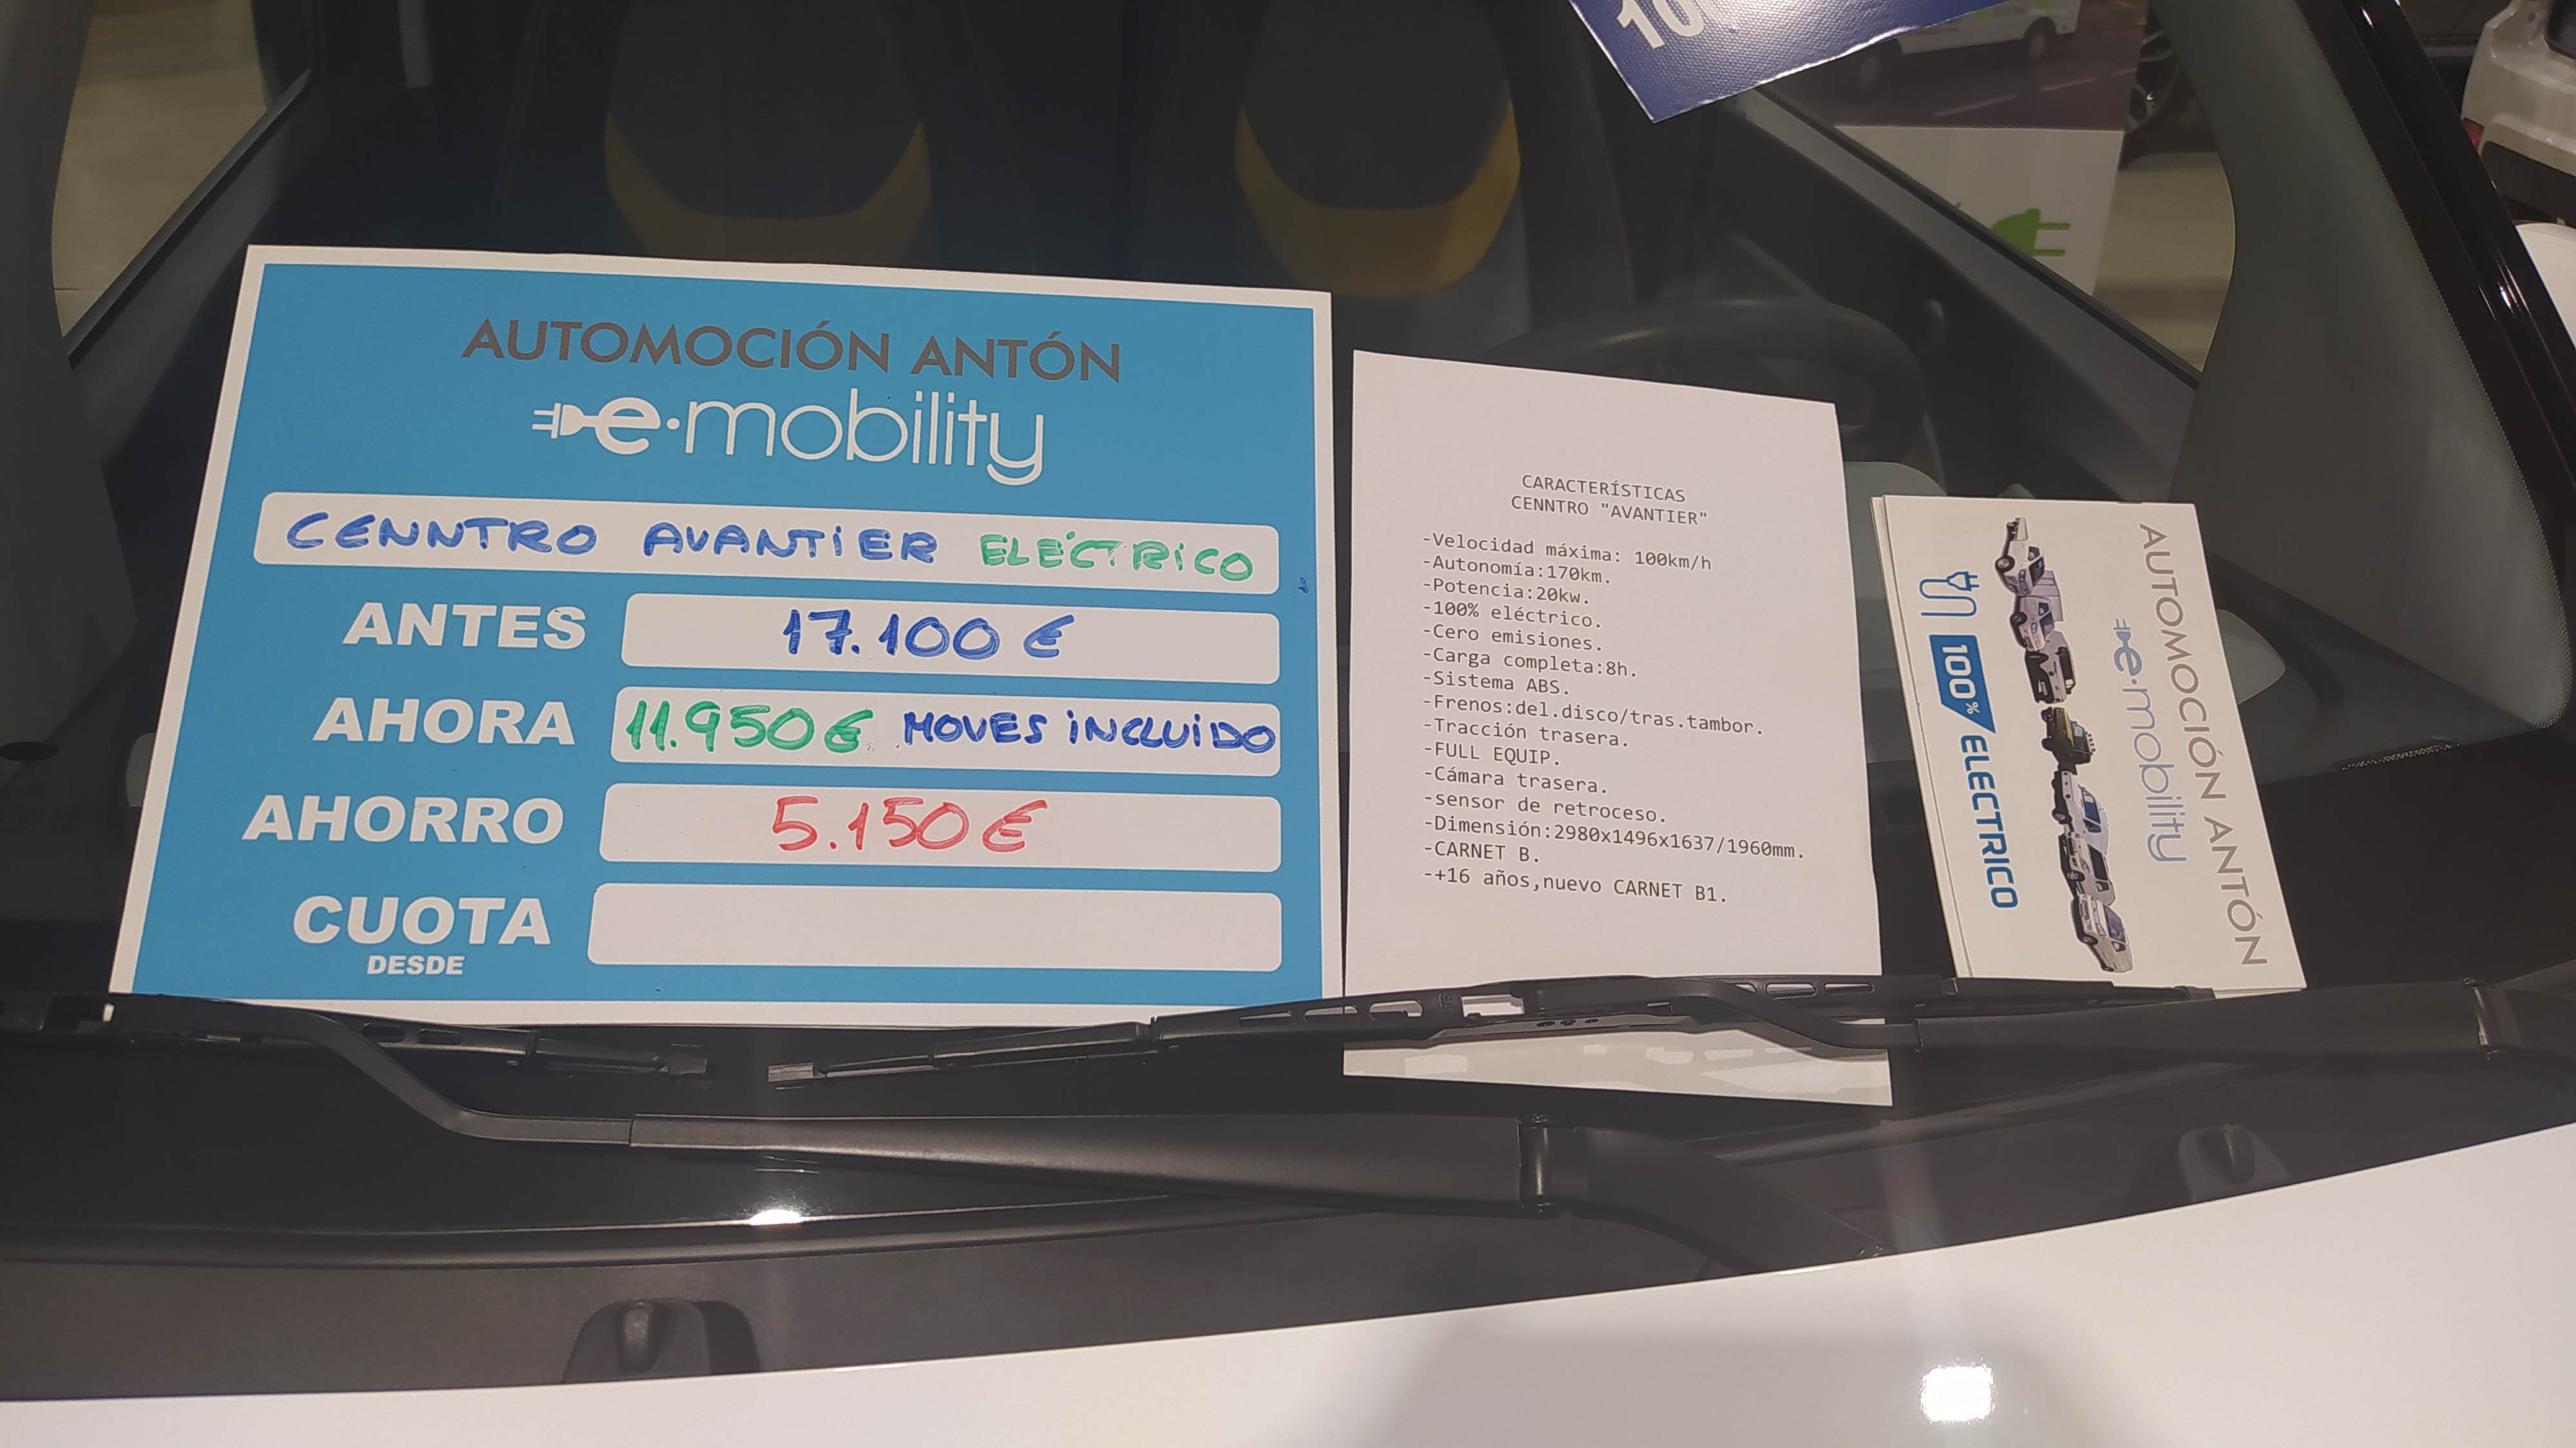 AUTOMOCIÓN ANTÓN
e·mobility
CENNTRO AVANTIER ELÉCTRICO
ANTES 17.100 €
AHORA 11.950€ MOVES INCLUIDO
AHORRO 5.150 €
CUOTA
DESDE
CARACTERÍSTICAS
CENNTRO "AVANTIER"
-Velocidad máxima: 100km/h
-Autonomía:170km.
-Potencia:20kw.
-100% eléctrico.
-Cero emisiones.
-Carga completa:8h.
-Sistema ABS.
-Frenos:del.disco/tras.tambor.
-Tracción trasera.
-FULL EQUIP.
-Cámara trasera.
-sensor de retroceso.
-Dimensión:2980x1496x1637/1960mm.
-CARNET B.
-+16 años,nuevo CARNET B1.
AUTOMOCIÓN ANTÓN
e·mobility
100% ELECTRICO